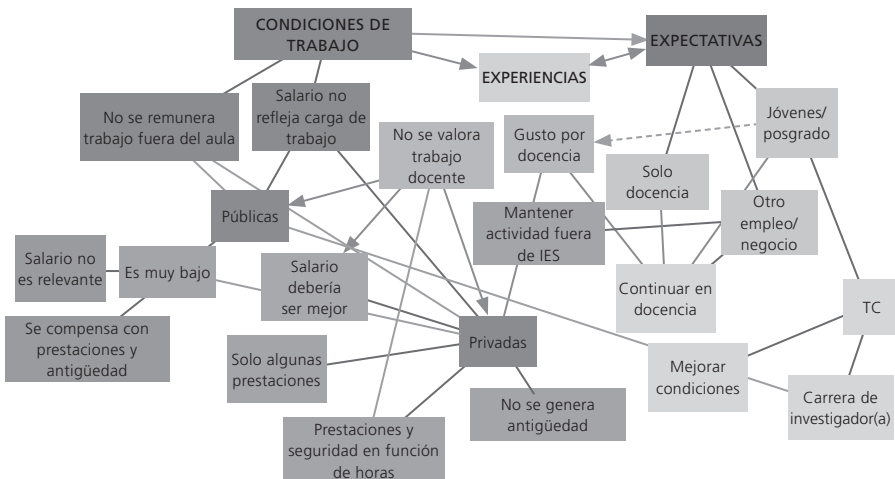 CONDICIONES DE
TRABAJO
EXPECTATIVAS
EXPERIENCIAS
No se remunera
trabajo fuera del aula
Salario no
refleja carga de
trabajo
No se valora
trabajo
docente
Gusto por
docencia
Jóvenes/
posgrado
Solo
docencia
Públicas
Mantener
actividad fuera
de IES
Otro
empleo/
negocio
Salario no
es relevante
Es muy bajo
Salario
debería
ser mejor
Continuar en
docencia
TC
Se compensa con
prestaciones y
antigüedad
Solo algunas
prestaciones
Privadas
Mejorar
condiciones
Carrera de
investigador(a)
No se genera
antigüedad
Prestaciones y
seguridad en función
de horas